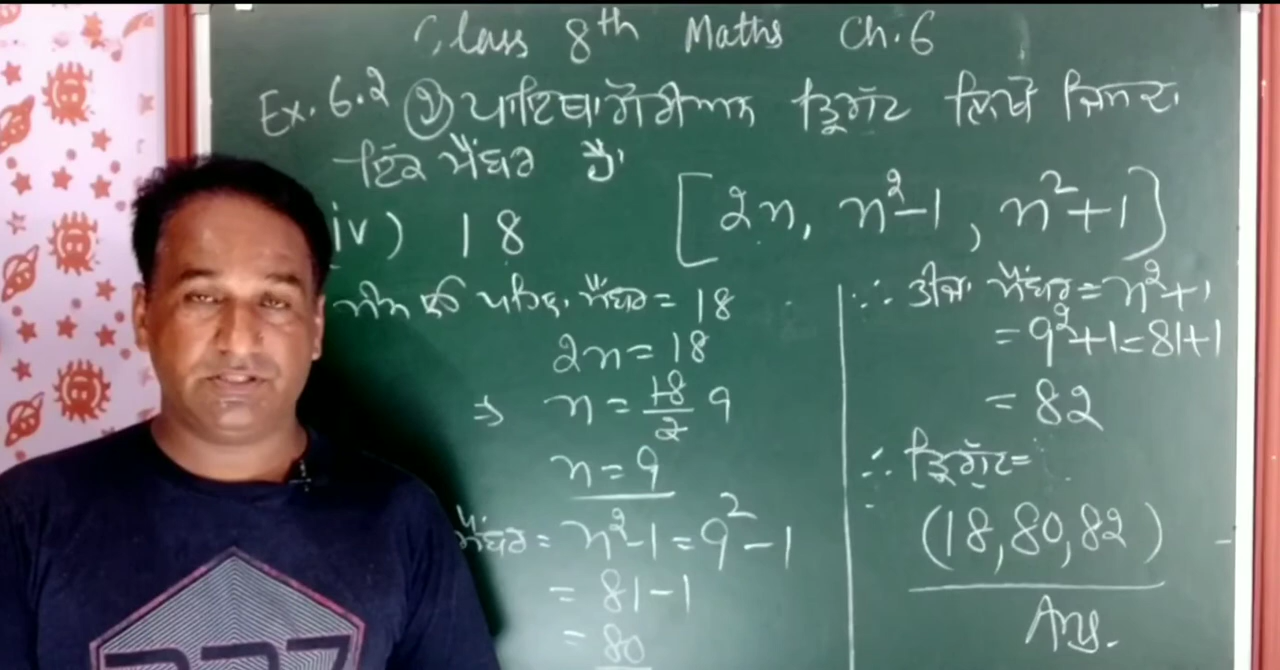 Class 8th Maths Ch.6
Ex. 6.2 (2) ਪਾਇਥਾਗੋਰੀਅਨ ਤ੍ਰਿਗੁੱਟ ਲਿਖੋ ਜਿਸਦਾ
ਇੱਕ ਮੈਂਬਰ ਹੈ
iv) 18 [2n, n²-1, n²+1]
ਪਹਿਲਾ ਮੈਂਬਰ = 18
2n = 18
⇒ n = 18/2 9
n = 9
ਮੈਂਬਰ = n²-1 = 9²-1
= 81-1
= 80
∴ ਤੀਜਾ ਮੈਂਬਰ = n²+1
= 9²+1 = 81+1
= 82
∴ ਤ੍ਰਿਗੁੱਟ =
(18, 80, 82)
Ans.